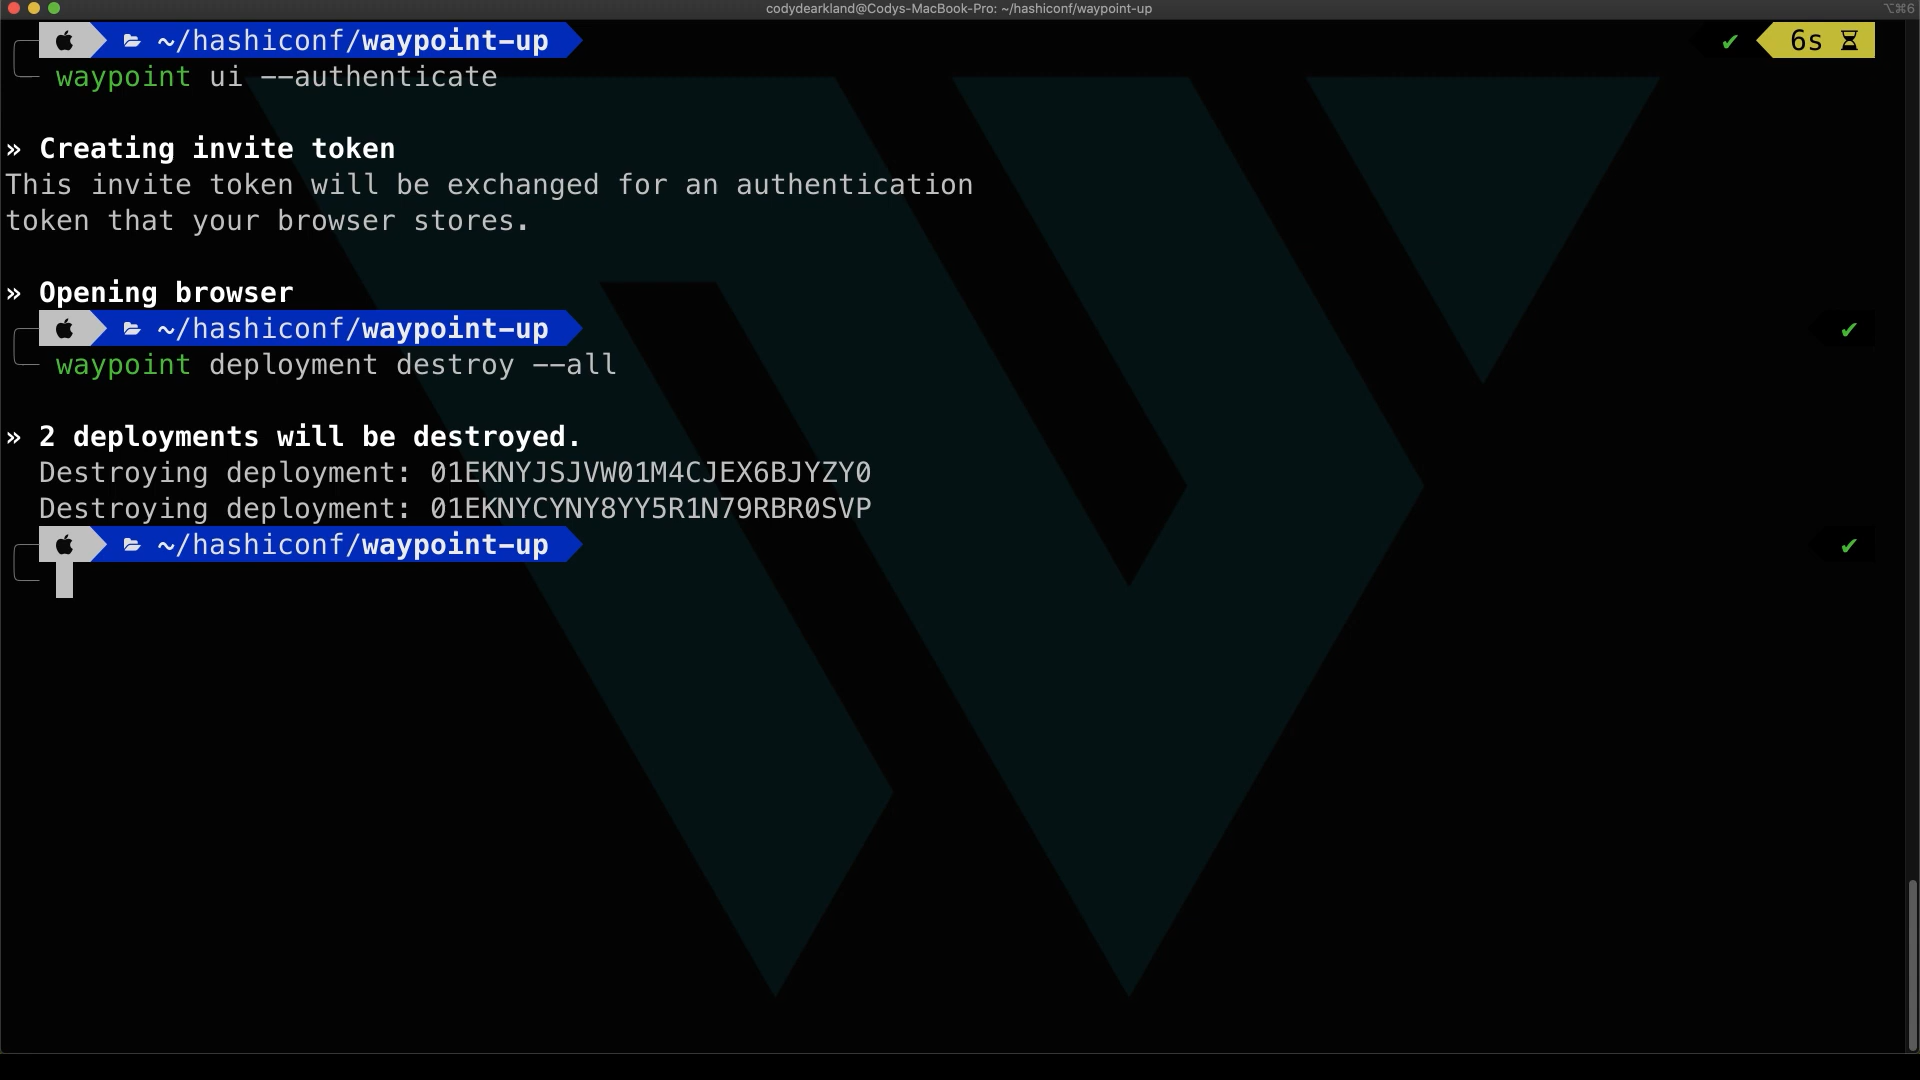 codydearkland@Codys-MacBook-Pro: ~/hashiconf/waypoint-up ⌥⌘6
~/hashiconf/waypoint-up ✔ 6s
waypoint ui --authenticate
» Creating invite token
This invite token will be exchanged for an authentication
token that your browser stores.
» Opening browser
~/hashiconf/waypoint-up ✔
waypoint deployment destroy --all
» 2 deployments will be destroyed.
Destroying deployment: 01EKNYJSJVW01M4CJEX6BJYZY0
Destroying deployment: 01EKNYCYNY8YY5R1N79RBR0SVP
~/hashiconf/waypoint-up ✔